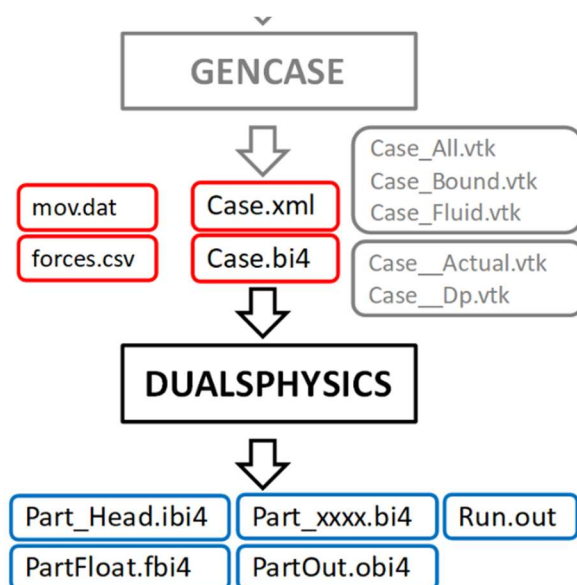 GENCASE
Case_All.vtk
Case_Bound.vtk
Case_Fluid.vtk
mov.dat
Case.xml
forces.csv
Case.bi4
Case__Actual.vtk
Case__Dp.vtk
DUALSPHYSICS
Part_Head.ibi4
Part_xxxx.bi4
Run.out
PartFloat.fbi4
PartOut.obi4